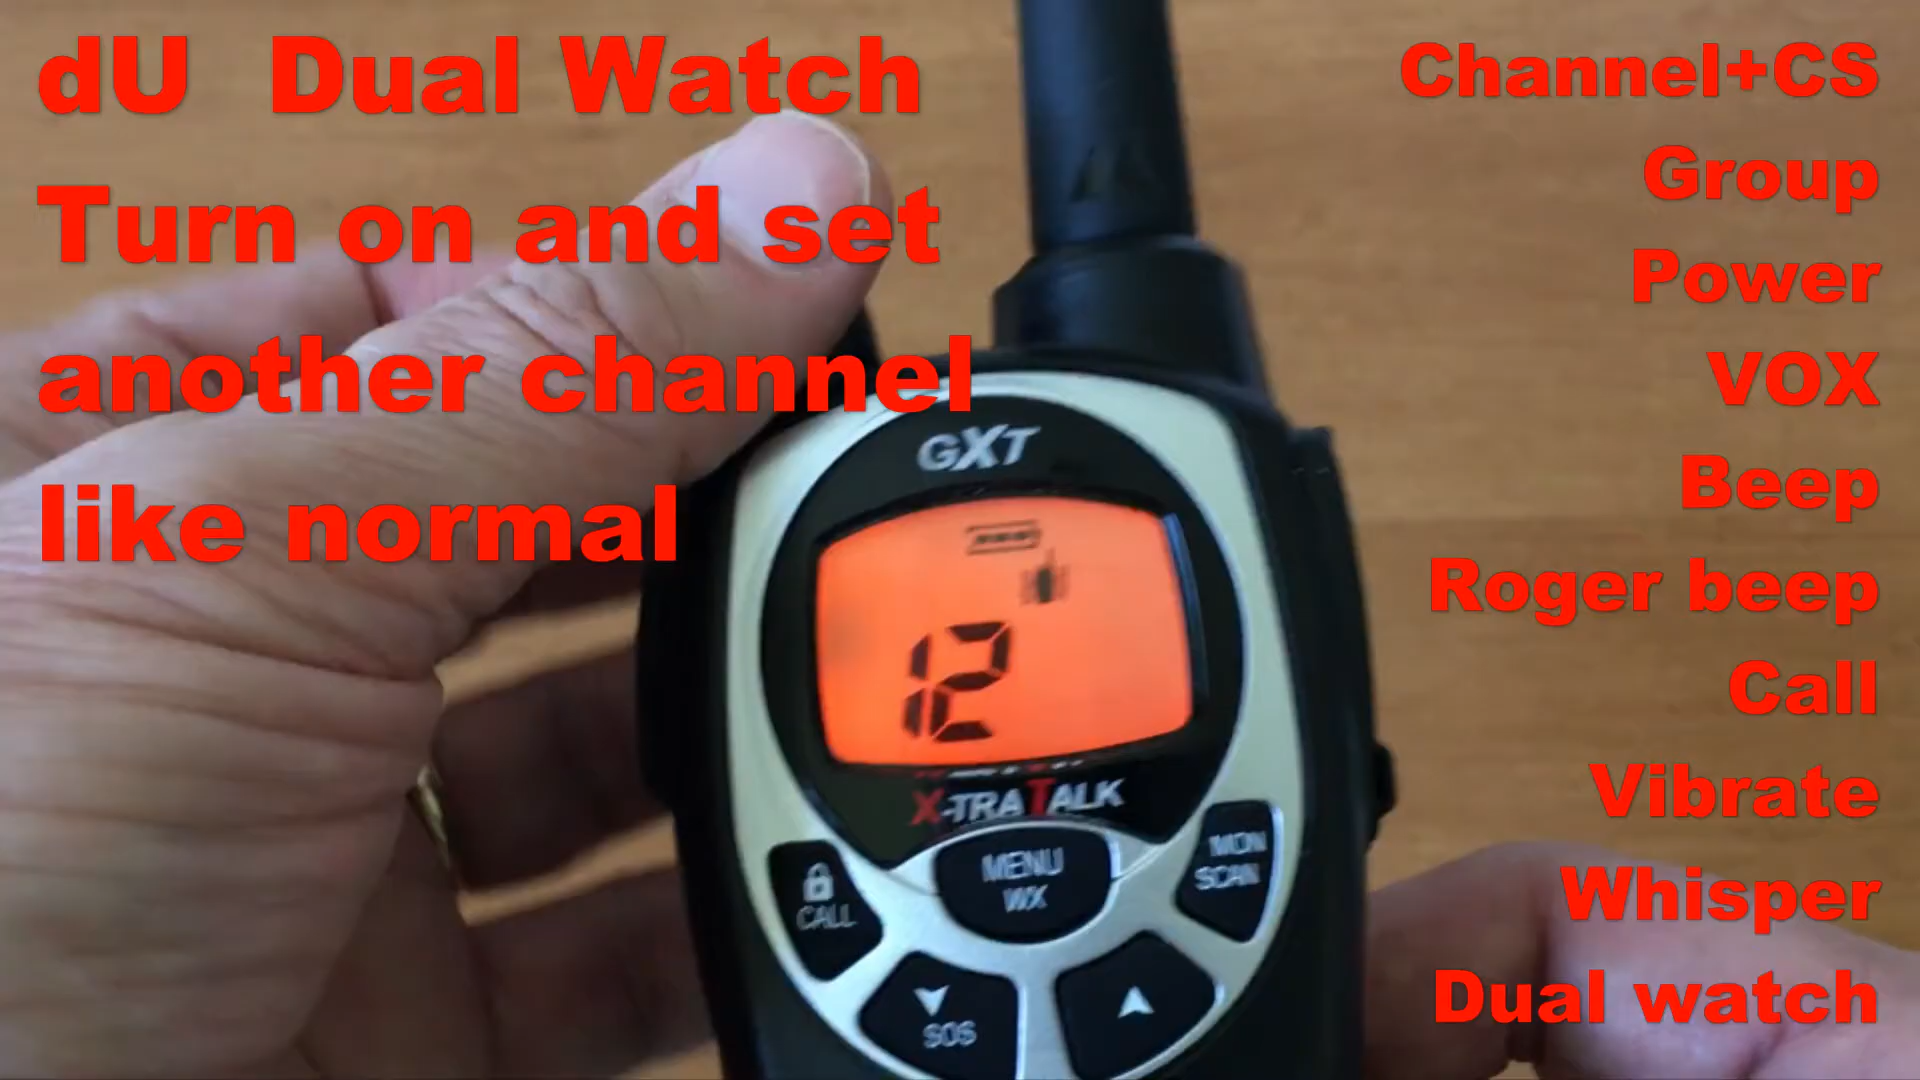 dU Dual Watch
Turn on and set
another channel
like normal
Channel+CS
Group
Power
VOX
Beep
Roger beep
Call
Vibrate
Whisper
Dual watch
GXT
12
X-TRA TALK
MENU
WX
MON
SCAN
CALL
SOS